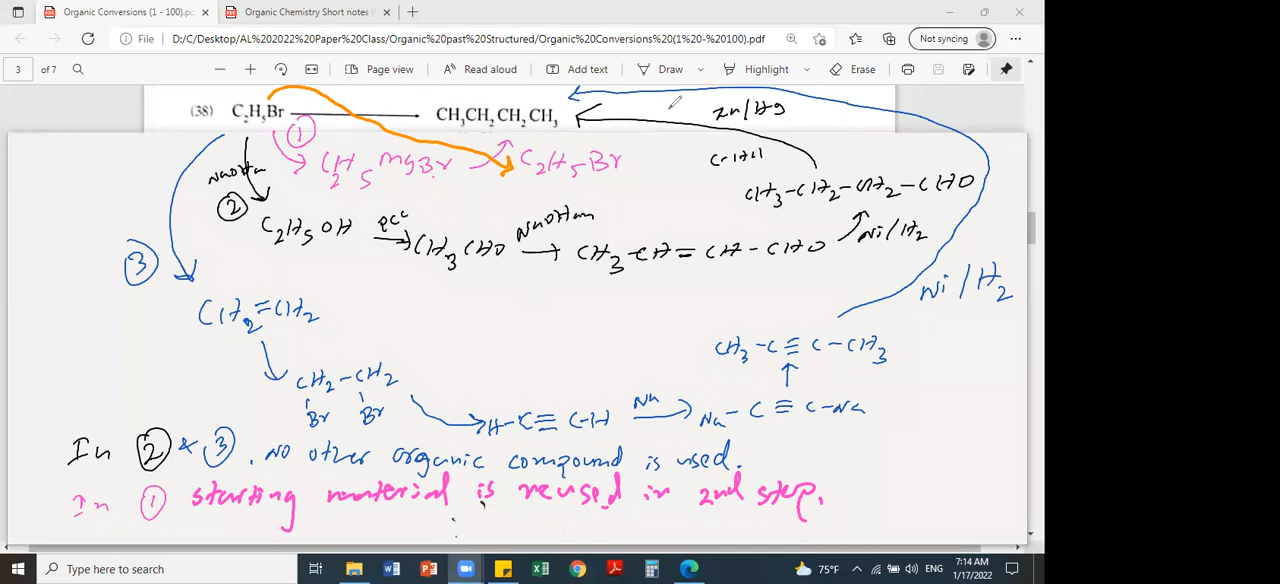 Organic Conversions (1 - 100).pc
Organic Chemistry Short notes (
File D:/C/Desktop/AL%202022%20Paper%20Class/Organic%20past%20Structured/Organic%20Conversions%20(1%20-%20100).pdf
Not syncing
3 of 7 Page view Read aloud Add text Draw Highlight Erase
(38) C₂H₅Br CH₃CH₂CH₂CH₃
Zn/Hg
① C₂H₅MgBr C₂H₅Br
C-HCl
NaOH
② C₂H₅OH PCC CH₃CHO NaOH CH₃-CH=CH-CHO Ni/H₂ CH₃-CH₂-CH₂-CHO
③
Ni/H₂
CH₂=CH₂
CH₃-C≡C-CH₃
CH₂-CH₂
Br Br
H-C≡C-H Na Na-C≡C-Na
In ② & ③, No other organic compound is used.
In ① starting material is reused in 2nd step.
Type here to search
75°F ENG
7:14 AM
1/17/2022